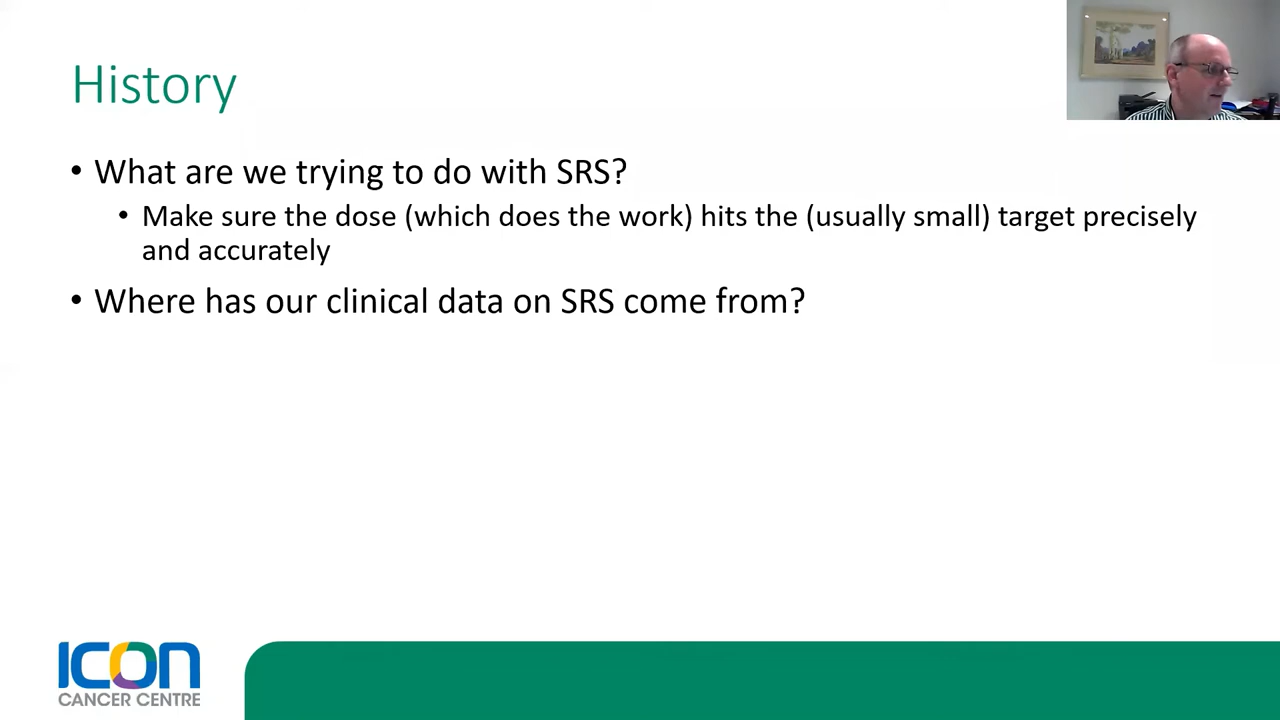 History
• What are we trying to do with SRS?
• Make sure the dose (which does the work) hits the (usually small) target precisely
and accurately
• Where has our clinical data on SRS come from?
ICON
CANCER CENTRE